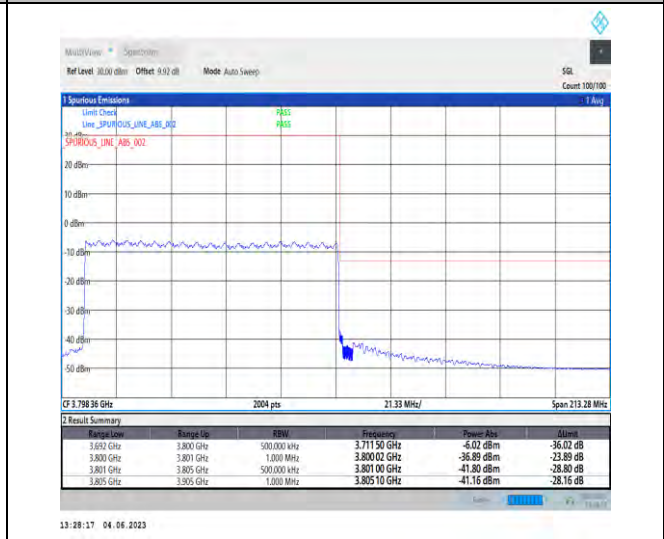 MultiView Spectrum
Ref Level 30.00 dBm Offset 9.92 dB Mode Auto Sweep SGL
Count 100/100
1 Spurious Emissions 1 Avg
Limit Check PASS
Line _SPURIOUS_LINE_ABS_002 PASS
30 dBm
_SPURIOUS_LINE_ABS_002
20 dBm
10 dBm
0 dBm
-10 dBm
-20 dBm
-30 dBm
-40 dBm
-50 dBm
CF 3.798 36 GHz 2004 pts 21.33 MHz/ Span 213.28 MHz
2 Result Summary
Range Low Range Up RBW Frequency Power Abs ΔLimit
3.692 GHz 3.800 GHz 500.000 kHz 3.711 50 GHz -6.02 dBm -36.02 dB
3.800 GHz 3.801 GHz 1.000 MHz 3.800 02 GHz -36.89 dBm -23.89 dB
3.801 GHz 3.805 GHz 500.000 kHz 3.801 00 GHz -41.80 dBm -28.80 dB
3.805 GHz 3.905 GHz 1.000 MHz 3.805 10 GHz -41.16 dBm -28.16 dB
13:28:17 04.06.2023